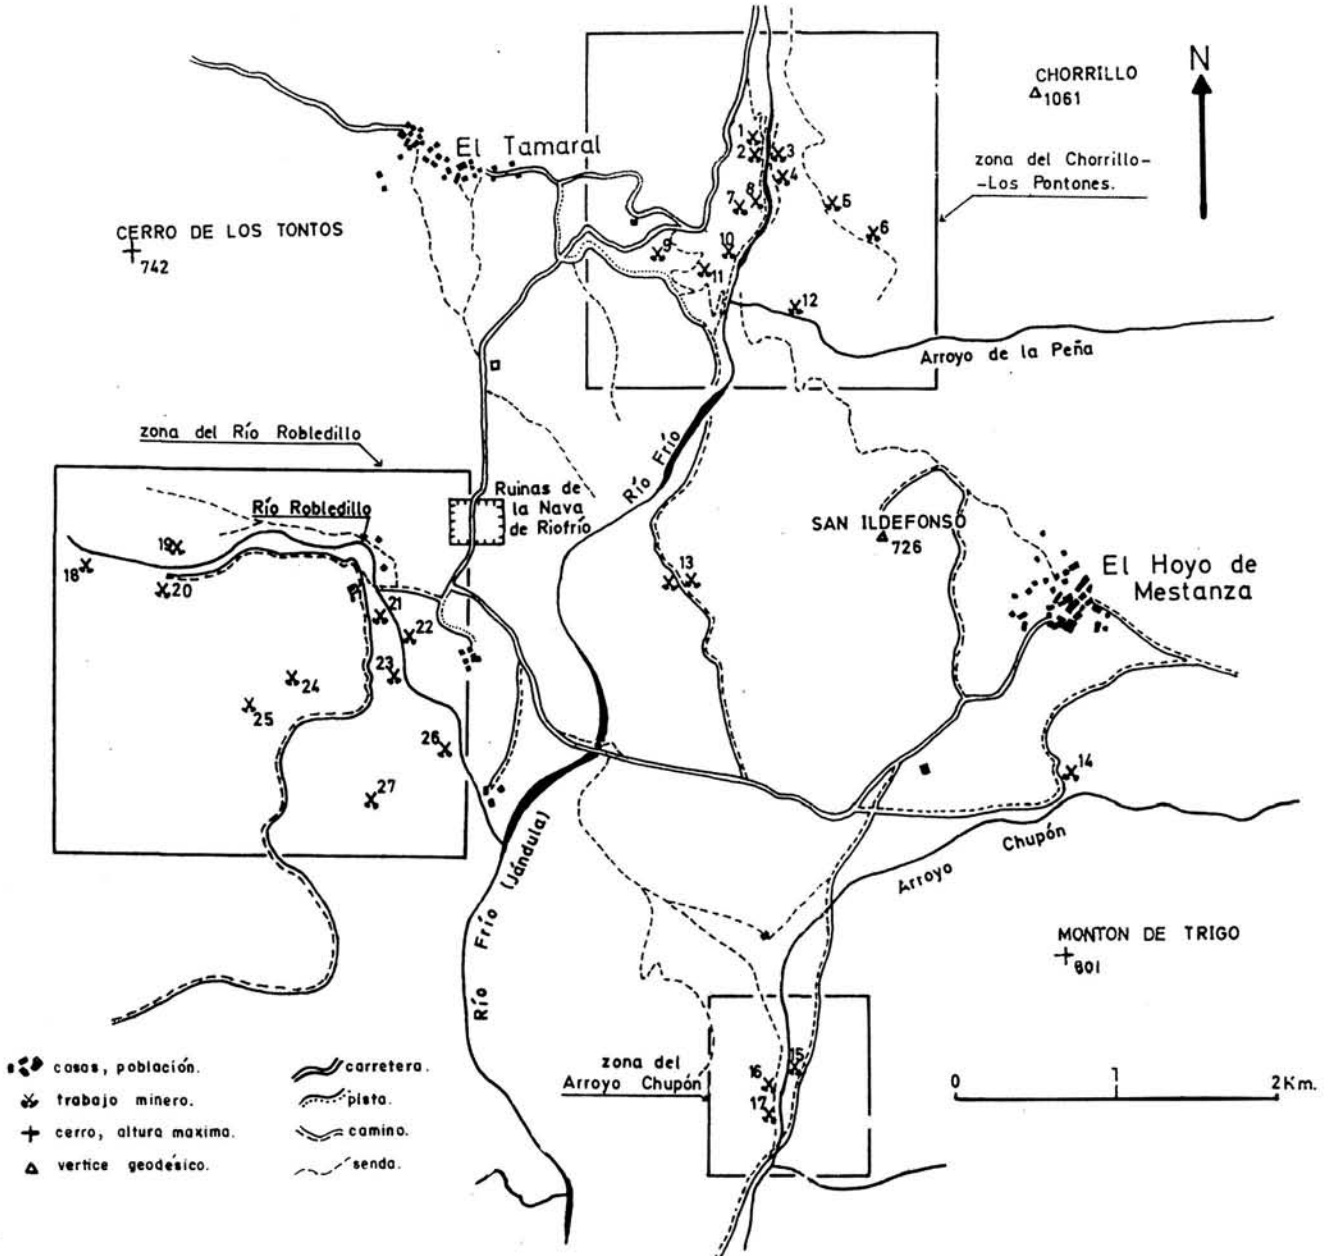 N
CHORRILLO
1061
zona del Chorrillo-
-Los Pontones.
El Tamaral
CERRO DE LOS TONTOS
742
1
2
3
4
5
6
7
8
9
10
11
12
Arroyo de la Peña
zona del Río Robledillo
Río Robledillo
Ruinas de
la Nava
de Riofrío
Río Frío
SAN ILDEFONSO
726
El Hoyo de
Mestanza
13
14
18
19
20
21
22
23
24
25
26
27
Río Frío (Jándula)
Arroyo Chupón
MONTON DE TRIGO
801
zona del
Arroyo Chupón
15
16
17
0 1 2Km.
casas, población.
trabajo minero.
cerro, altura maxima.
vertice geodésico.
carretera.
pista.
camino.
senda.